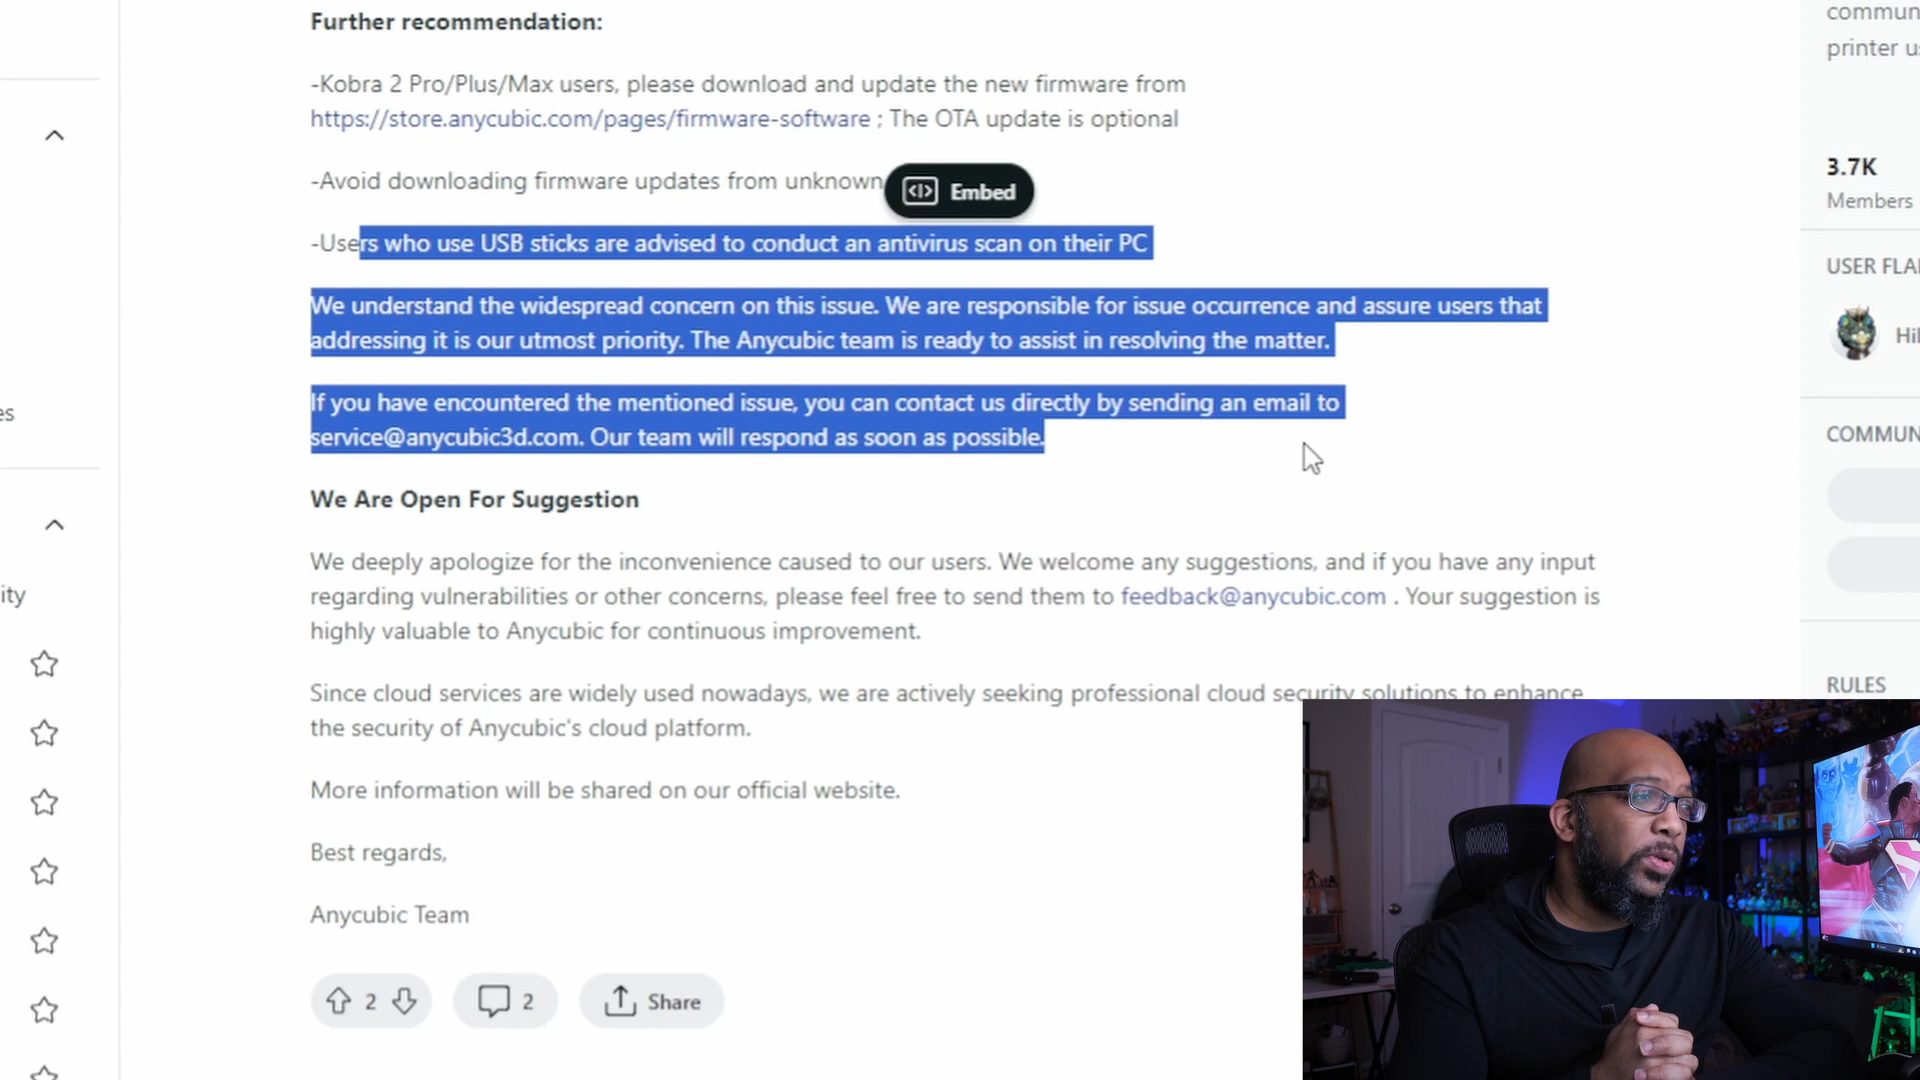 Further recommendation:
-Kobra 2 Pro/Plus/Max users, please download and update the new firmware from
https://store.anycubic.com/pages/firmware-software ; The OTA update is optional
-Avoid downloading firmware updates from unknown
Embed
-Users who use USB sticks are advised to conduct an antivirus scan on their PC
We understand the widespread concern on this issue. We are responsible for issue occurrence and assure users that
addressing it is our utmost priority. The Anycubic team is ready to assist in resolving the matter.
If you have encountered the mentioned issue, you can contact us directly by sending an email to
service@anycubic3d.com. Our team will respond as soon as possible.
We Are Open For Suggestion
We deeply apologize for the inconvenience caused to our users. We welcome any suggestions, and if you have any input
regarding vulnerabilities or other concerns, please feel free to send them to feedback@anycubic.com . Your suggestion is
highly valuable to Anycubic for continuous improvement.
Since cloud services are widely used nowadays, we are actively seeking professional cloud security solutions to enhance
the security of Anycubic's cloud platform.
More information will be shared on our official website.
Best regards,
Anycubic Team
2
2
Share
es
ity
commun
printer u
3.7K
Members
USER FLA
Hil
COMMUN
RULES